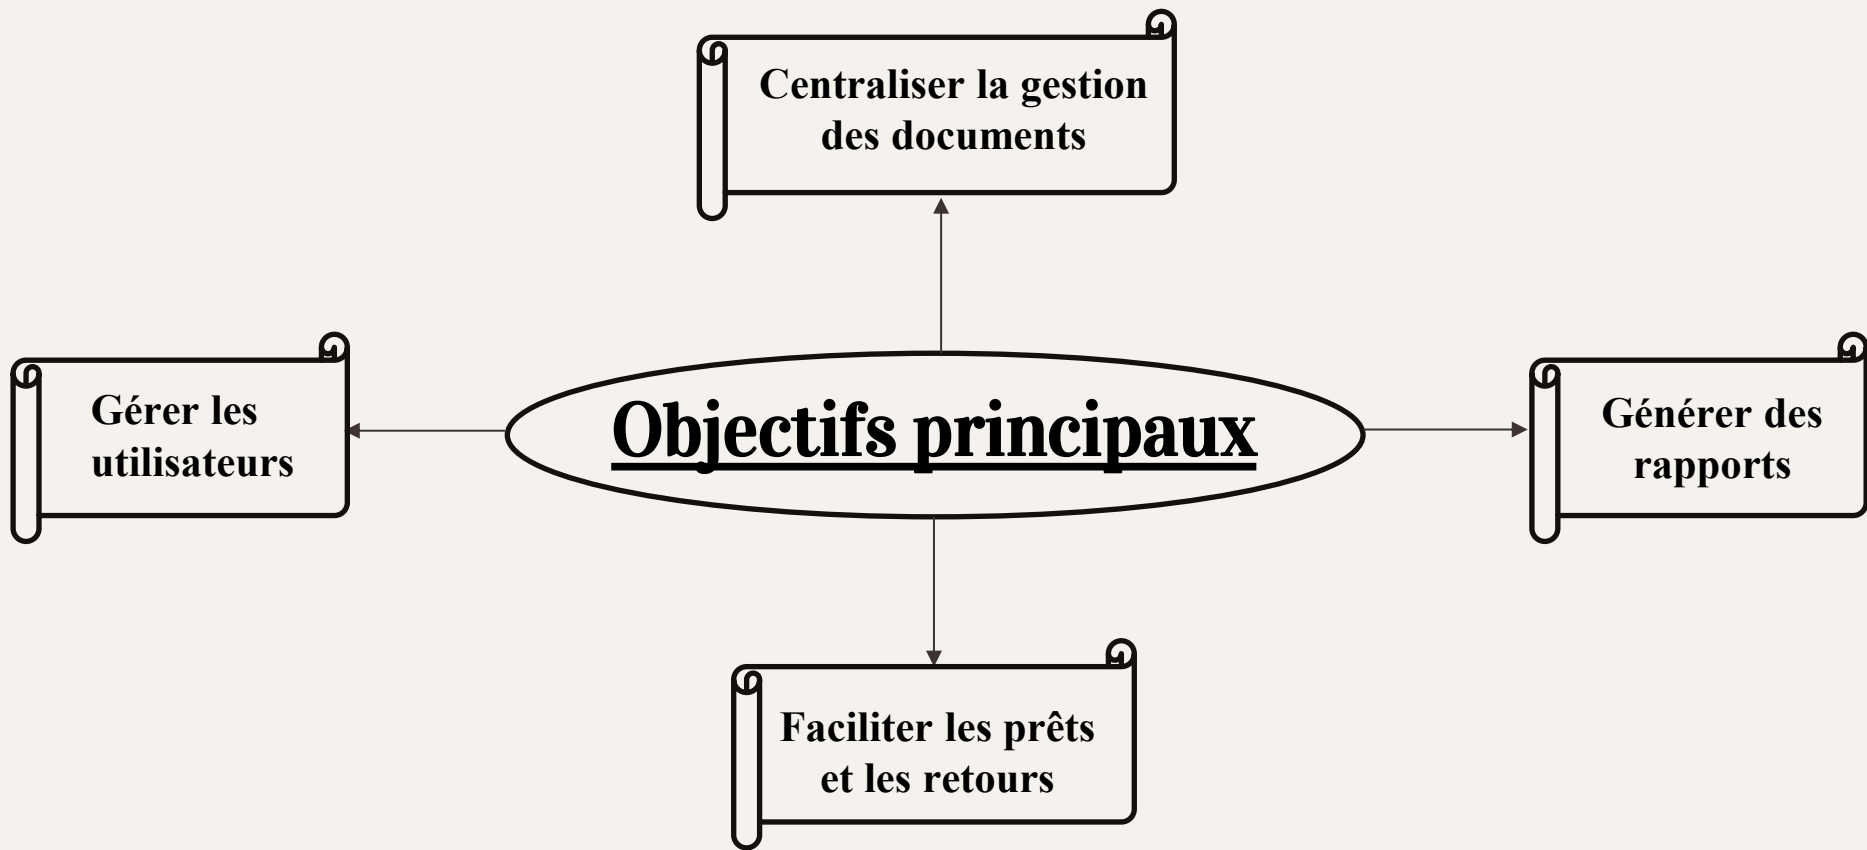 Centraliser la gestion
des documents
Gérer les
utilisateurs
Objectifs principaux
Générer des
rapports
Faciliter les prêts
et les retours